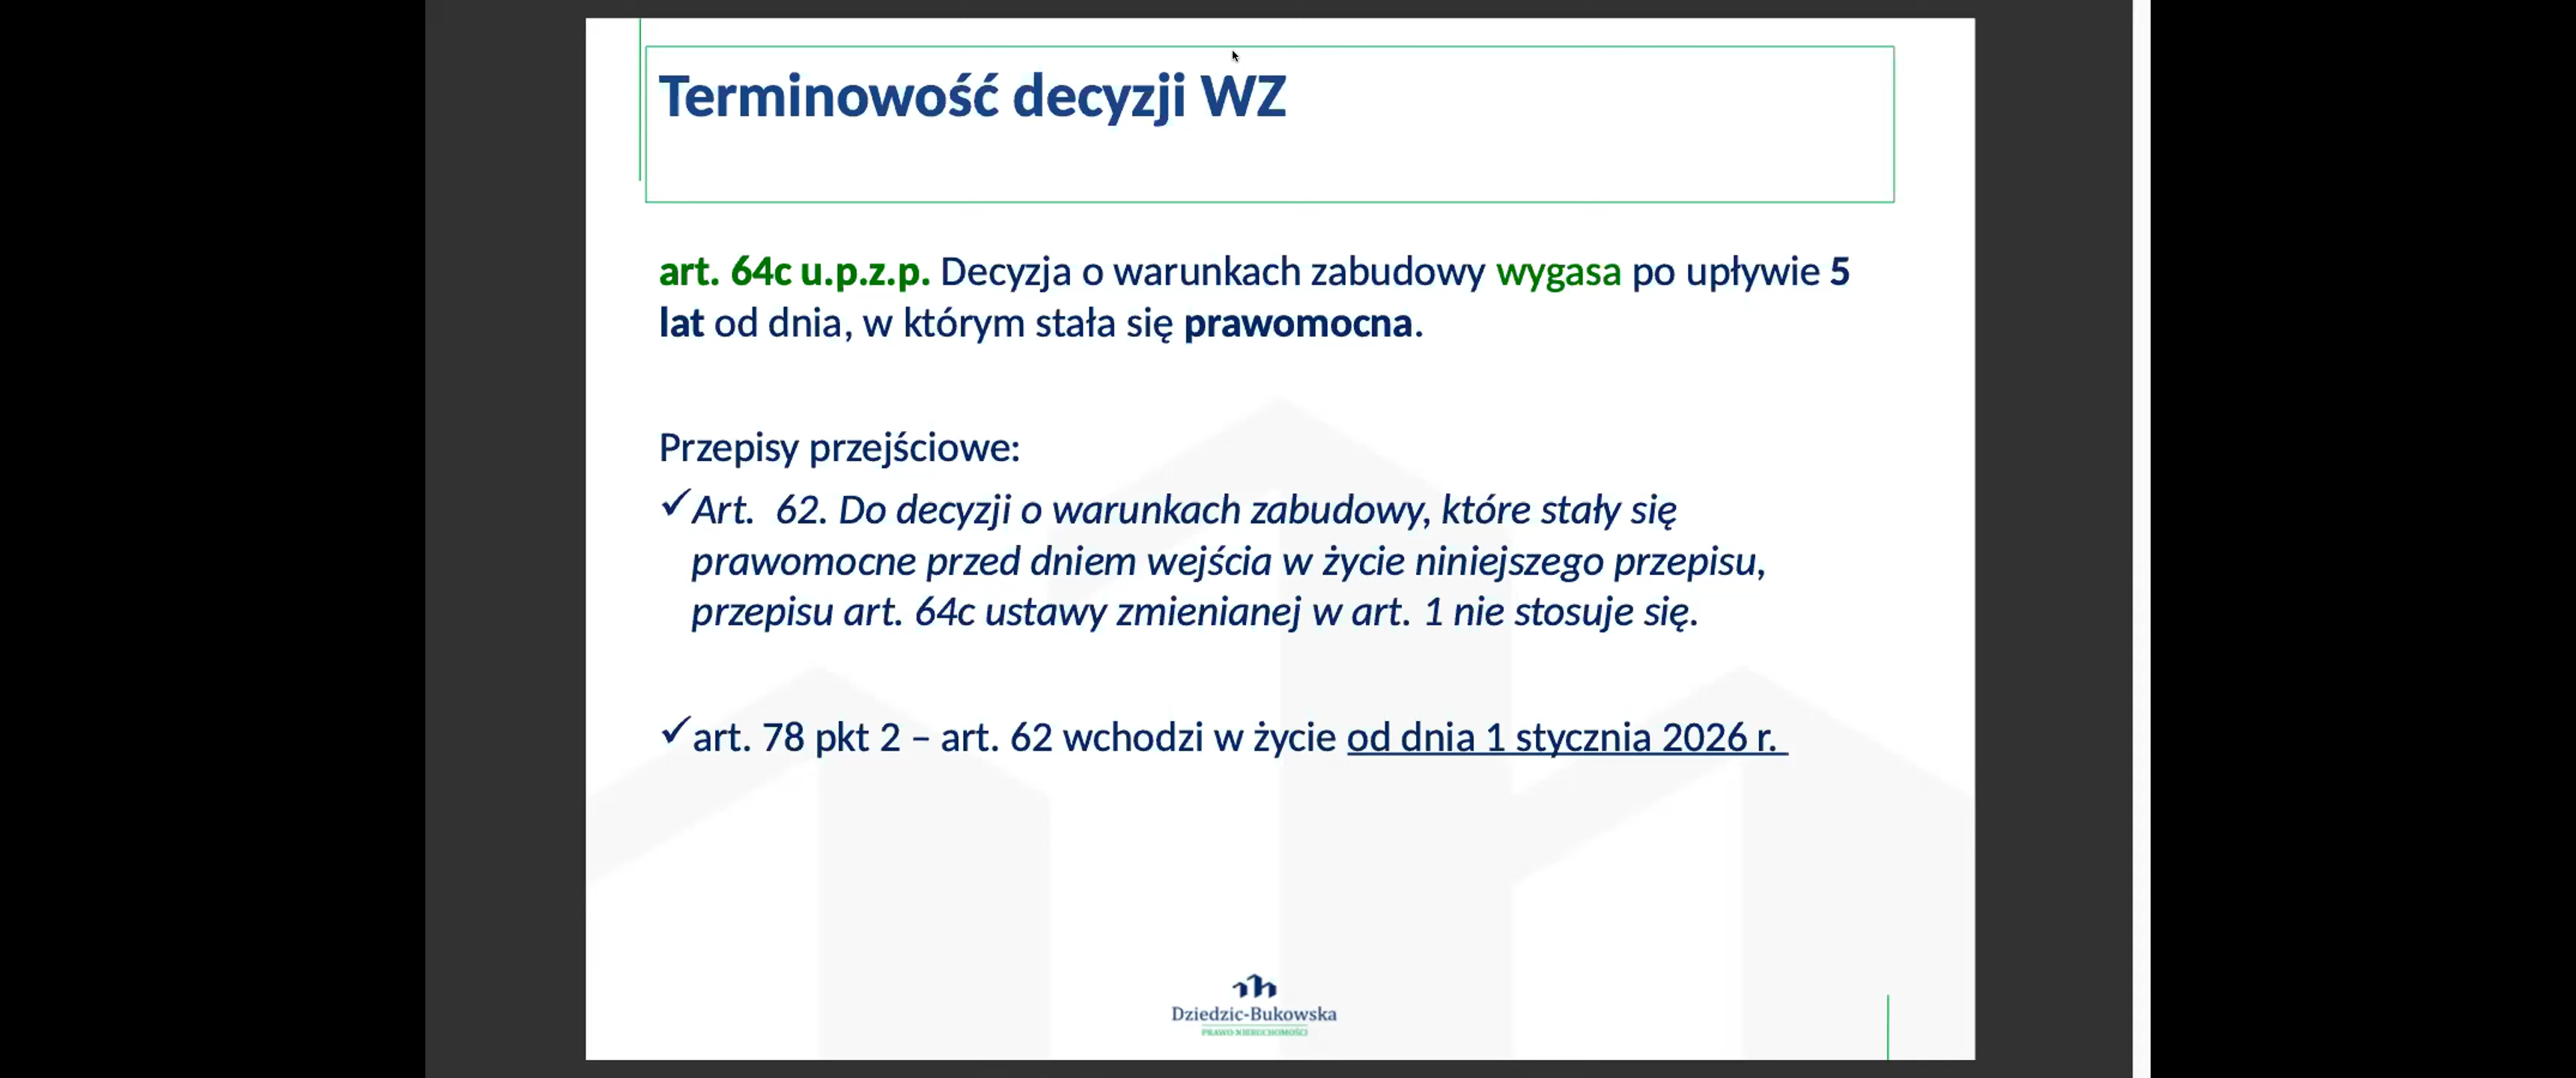 Terminowość decyzji WZ
art. 64c u.p.z.p. Decyzja o warunkach zabudowy wygasa po upływie 5
lat od dnia, w którym stała się prawomocna.
Przepisy przejściowe:
✓Art. 62. Do decyzji o warunkach zabudowy, które stały się
prawomocne przed dniem wejścia w życie niniejszego przepisu,
przepisu art. 64c ustawy zmienianej w art. 1 nie stosuje się.
✓art. 78 pkt 2 – art. 62 wchodzi w życie od dnia 1 stycznia 2026 r.
Dziedzic-Bukowska
PRAWO NIERUCHOMOŚCI